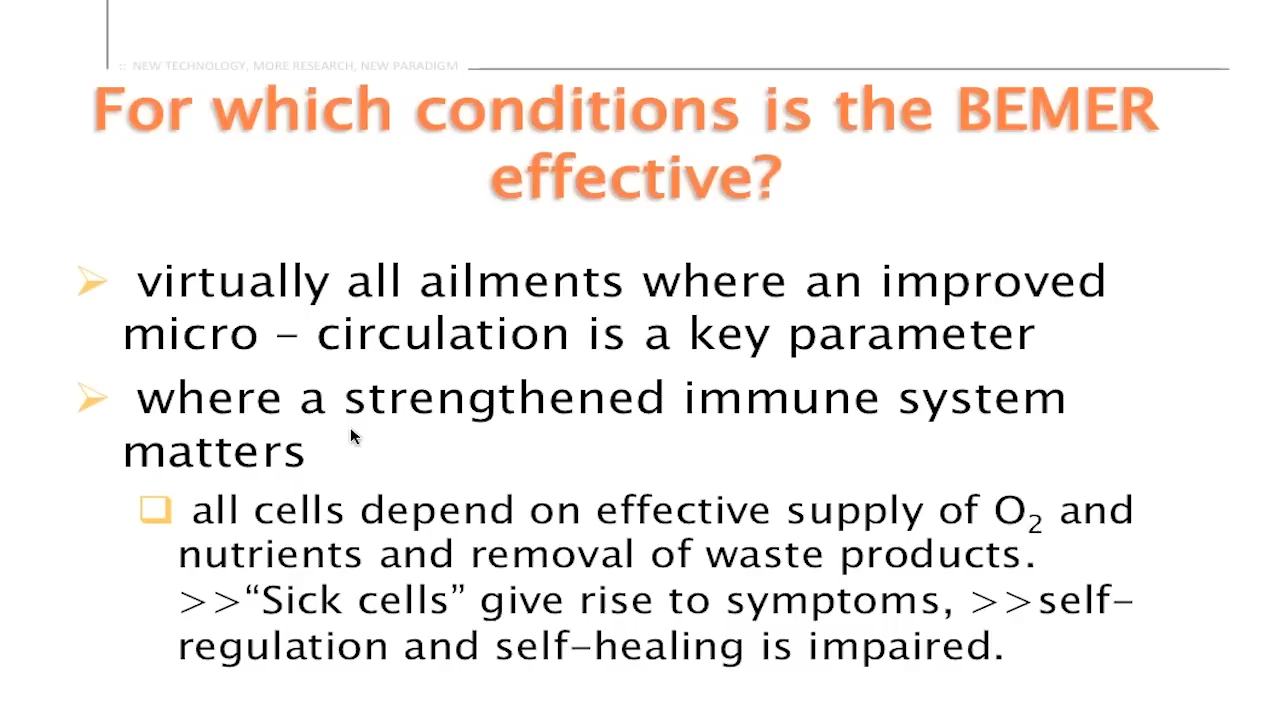 :: NEW TECHNOLOGY, MORE RESEARCH, NEW PARADIGM
For which conditions is the BEMER
effective?
virtually all ailments where an improved
micro – circulation is a key parameter
where a strengthened immune system
matters
all cells depend on effective supply of O₂ and
nutrients and removal of waste products.
>>“Sick cells” give rise to symptoms, >>self–
regulation and self–healing is impaired.